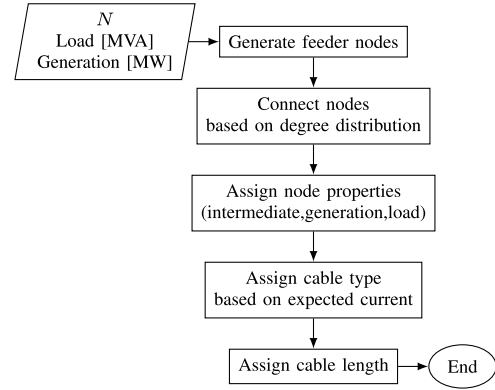 N
Load [MVA]
Generation [MW]
Generate feeder nodes
Connect nodes
based on degree distribution
Assign node properties
(intermediate,generation,load)
Assign cable type
based on expected current
Assign cable length
End